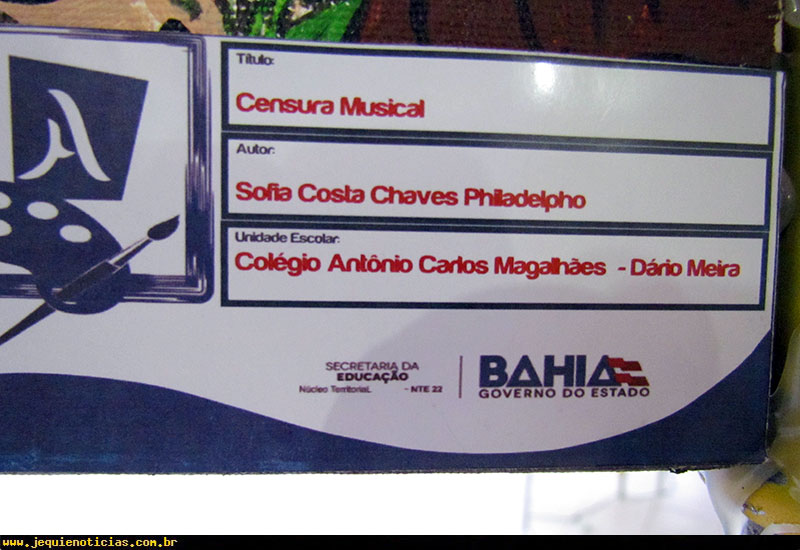 Título:
Censura Musical
Autor:
Sofia Costa Chaves Philadelpho
Unidade Escolar:
Colégio Antônio Carlos Magalhães - Dário Meira
SECRETARIA DA
EDUCAÇÃO
Núcleo Territorial - NTE 22
BAHIA
GOVERNO DO ESTADO
www.jequienoticias.com.br